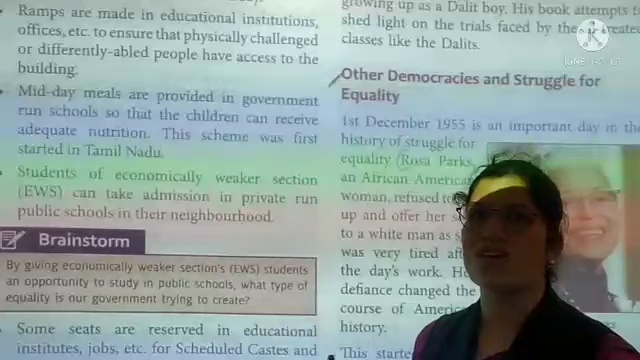 Ramps are made in educational institutions,
offices, etc. to ensure that physically challenged
or differently-abled people have access to the
building.
Mid-day meals are provided in government
run schools so that the children can receive
adequate nutrition. This scheme was first
started in Tamil Nadu.
Students of economically weaker section
(EWS) can take admission in private run
public schools in their neighbourhood.
Brainstorm
By giving economically weaker section's (EWS) students
an opportunity to study in public schools, what type of
equality is our government trying to create?
Some seats are reserved in educational
institutes, jobs, etc. for Scheduled Castes and
growing up as a Dalit boy. His book attempts
shed light on the trials faced by the
classes like the Dalits.
Other Democracies and Struggle for
Equality
1st December 1955 is an important day in the
history of struggle for
equality (Rosa Parks,
an African America
woman, refused to
up and offer her
to a white man as
was very tired
the day's work.
defiance changed the
course of Americ
history.
This starte